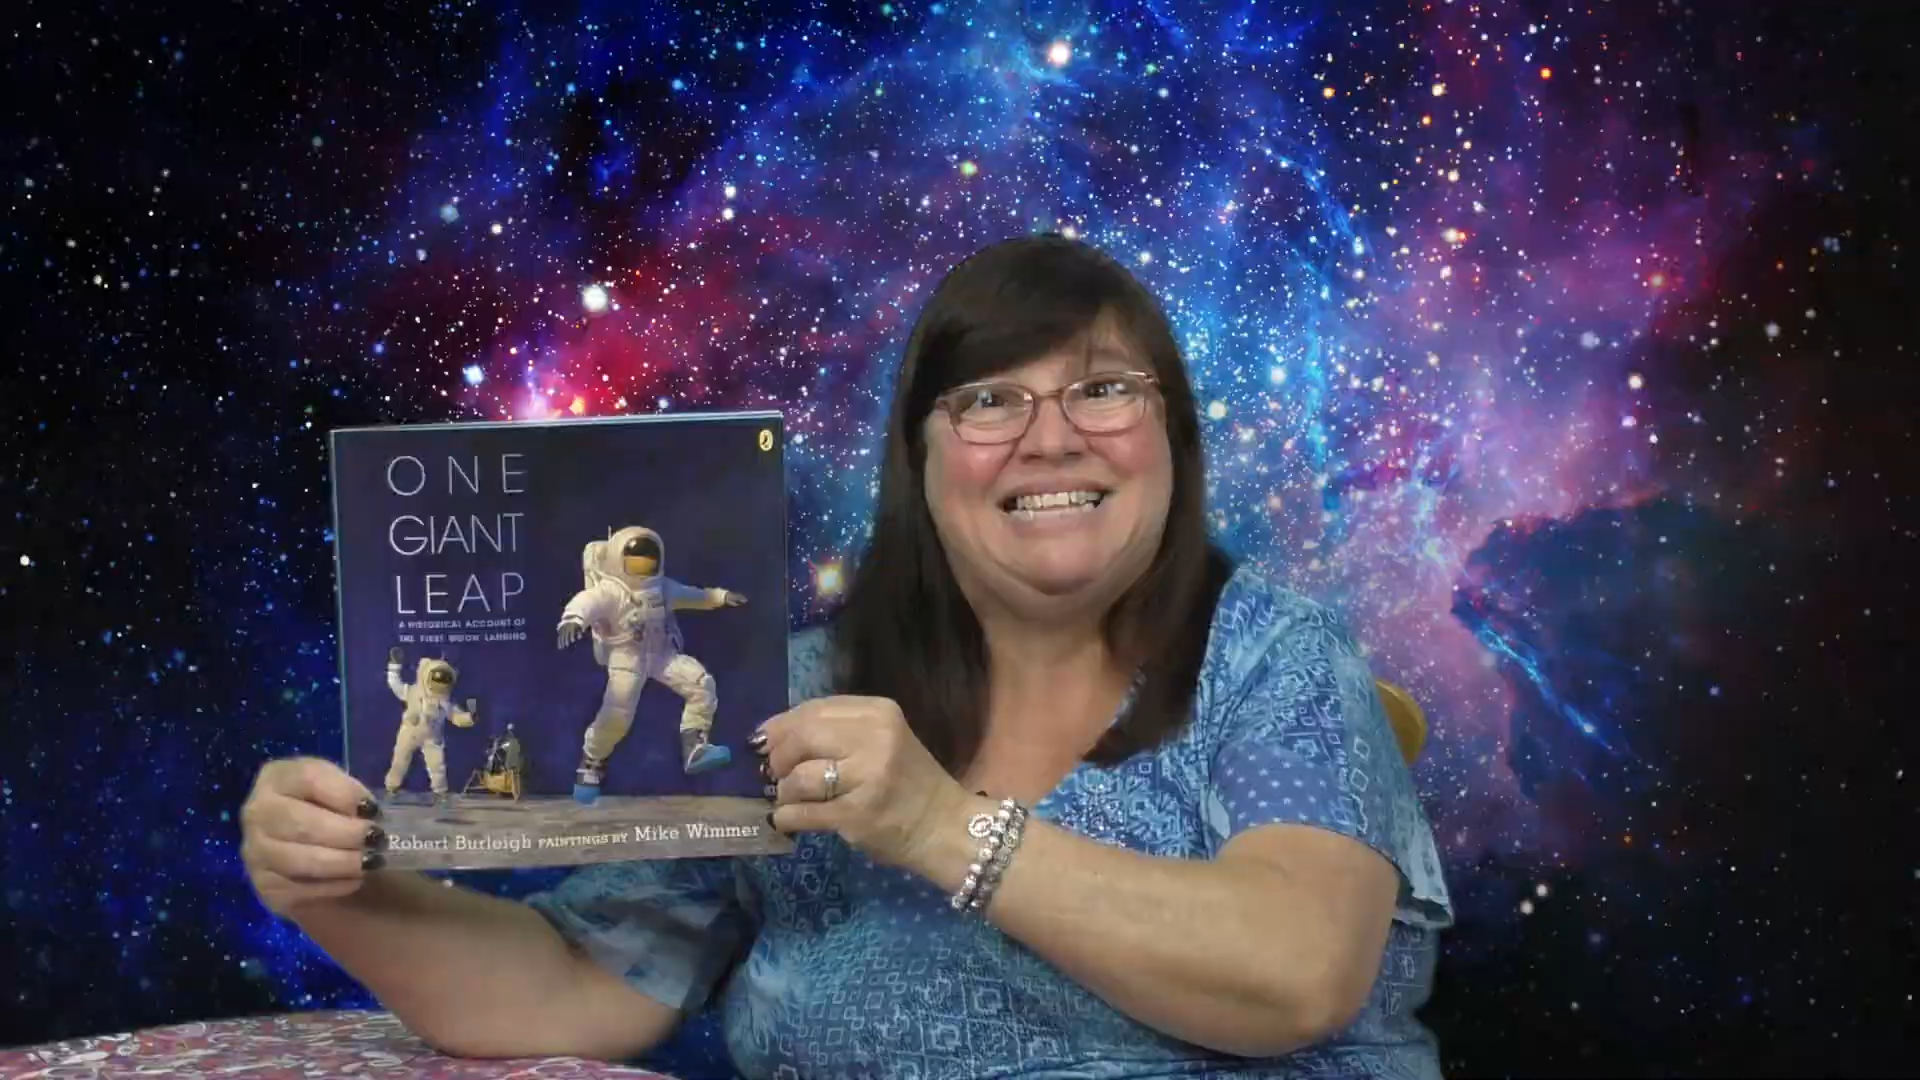 ONE
GIANT
LEAP
A HISTORICAL ACCOUNT OF
THE FIRST MOON LANDING
Robert Burleigh PAINTINGS BY Mike Wimmer